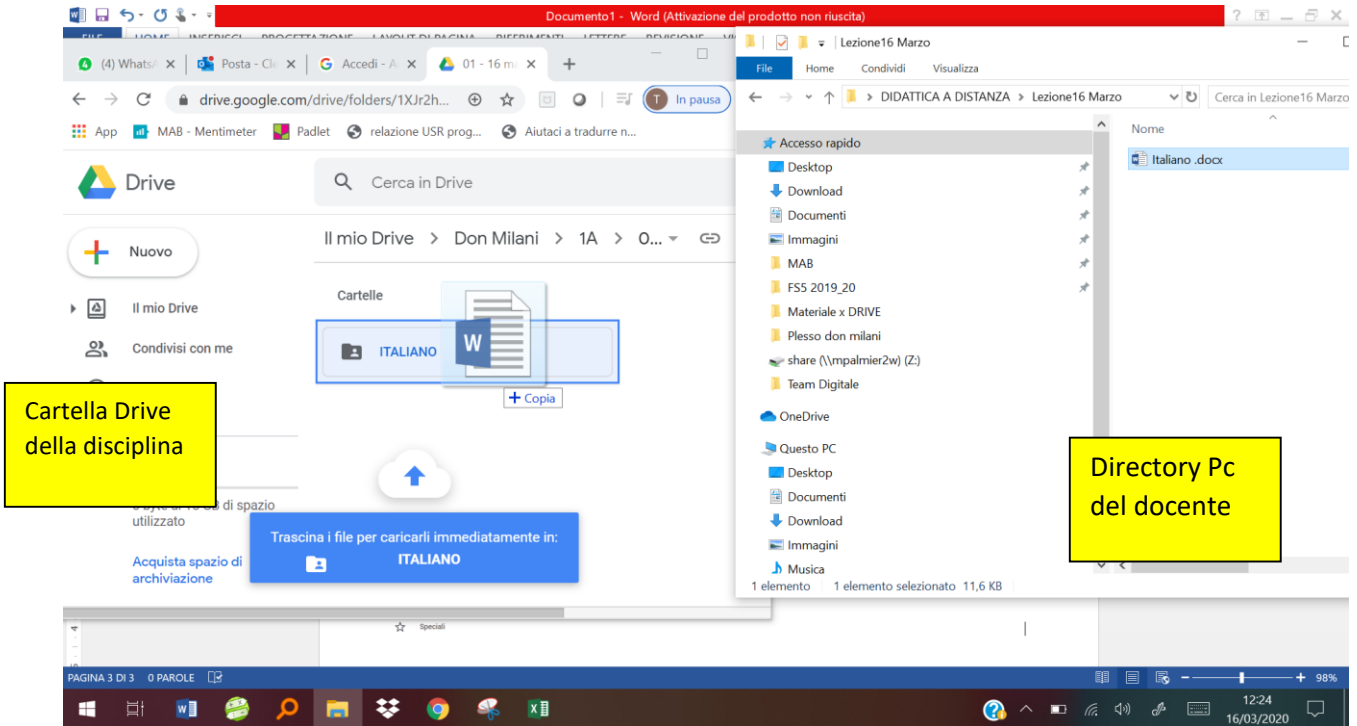 Documento1 - Word (Attivazione del prodotto non riuscita)
(4) Whats
Posta - Clo
Accedi - A
01 - 16 m
drive.google.com/drive/folders/1XJr2h...
T
In pausa
App
MAB - Mentimeter
Padlet
relazione USR prog...
Aiutaci a tradurre n...
Drive
Cerca in Drive
Nuovo
Il mio Drive > Don Milani > 1A > 0...
Il mio Drive
Condivisi con me
Cartelle
ITALIANO
W
+ Copia
Cartella Drive
della disciplina
di spazio
utilizzato
Acquista spazio di
archiviazione
Trascina i file per caricarli immediatamente in:
ITALIANO
Lezione16 Marzo
File
Home
Condividi
Visualizza
> DIDATTICA A DISTANZA > Lezione16 Marzo
Cerca in Lezione16 Marzo
Nome
Italiano .docx
Accesso rapido
Desktop
Download
Documenti
Immagini
MAB
FS5 2019_20
Materiale x DRIVE
Plesso don milani
share (\\mpalmier2w) (Z:)
Team Digitale
OneDrive
Questo PC
Desktop
Documenti
Download
Immagini
Musica
Directory Pc
del docente
1 elemento
1 elemento selezionato 11,6 KB
Speciali
PAGINA 3 DI 3
0 PAROLE
98%
12:24
16/03/2020